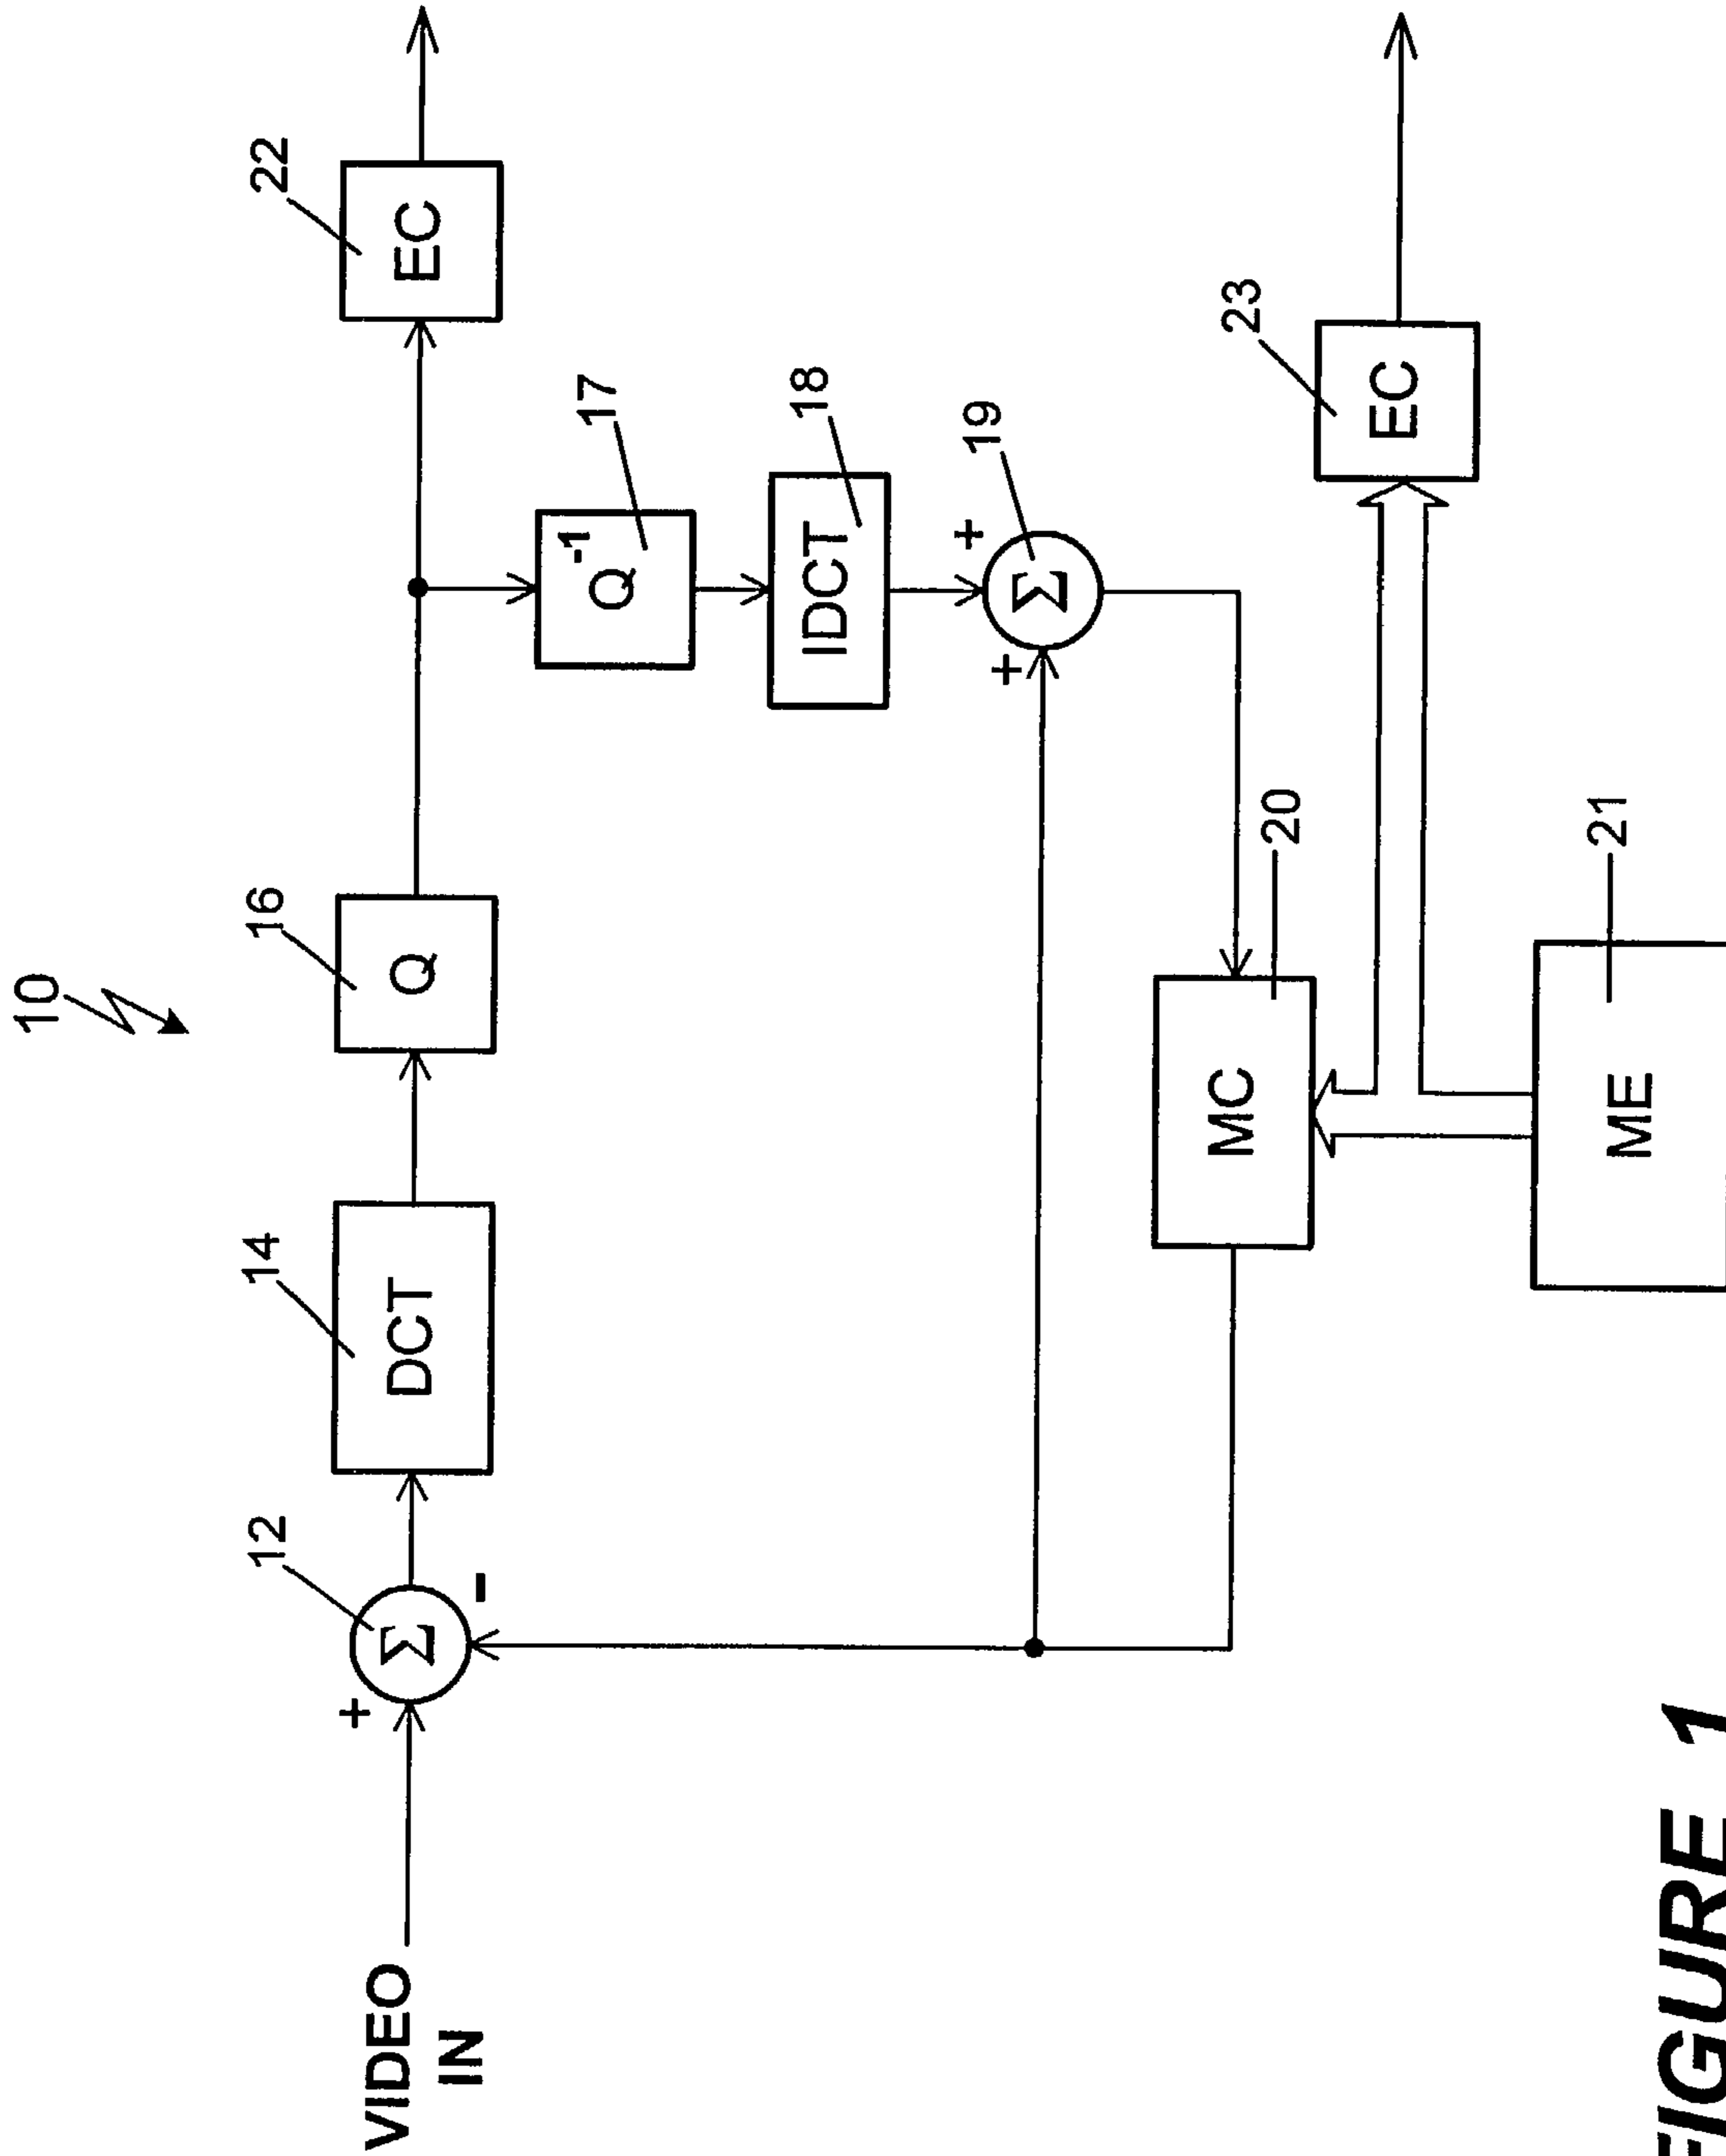 10
12
14
16
22
VIDEO
IN
+
Σ
-
DCT
Q
EC
Q-1
17
IDCT
18
+
+
Σ
19
MC
20
EC
23
ME
21
FIGURE 1